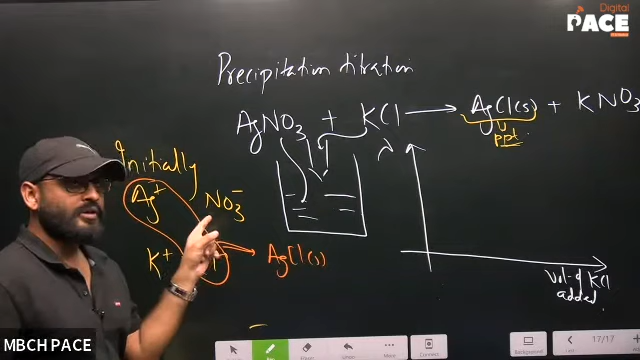 Digital
PACE
Precipitation titration
AgNO3 + KCl → AgCl(s) + KNO3
ppt
Initially
Ag+ NO3-
K+
AgCl(s)
λ
Vol. of KCl
added
MBCH PACE
17/17